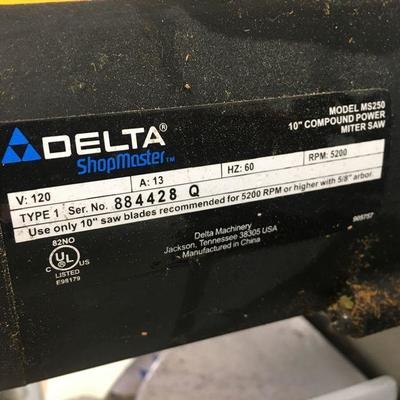 MODEL MS250
10" COMPOUND POWER
MITER SAW
DELTA®
ShopMaster™
V: 120 A: 13 HZ: 60 RPM: 5200
TYPE 1 Ser. No. 884428 Q
Use only 10" saw blades recommended for 5200 RPM or higher with 5/8" arbor.
82NO
C UL® US
LISTED
E98179
Delta Machinery
Jackson, Tennessee 38305 USA
Manufactured in China
905757